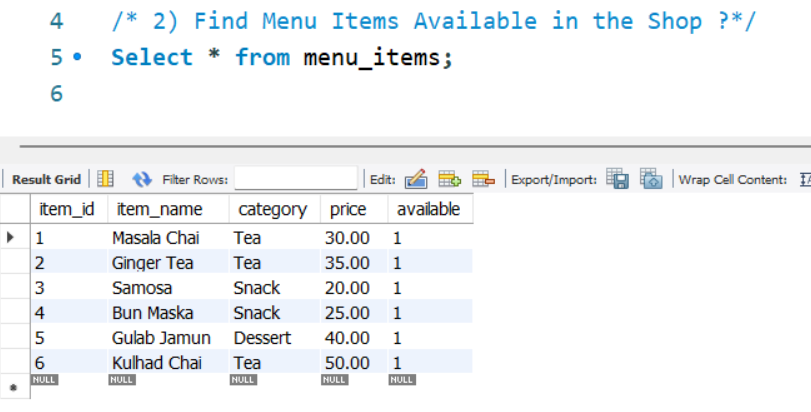 4 /* 2) Find Menu Items Available in the Shop ?*/
5 Select * from menu_items;
6
Result Grid Filter Rows: Edit: Export/Import: Wrap Cell Content:
item_id item_name category price available
1 Masala Chai Tea 30.00 1
2 Ginger Tea Tea 35.00 1
3 Samosa Snack 20.00 1
4 Bun Maska Snack 25.00 1
5 Gulab Jamun Dessert 40.00 1
6 Kulhad Chai Tea 50.00 1
NULL NULL NULL NULL NULL